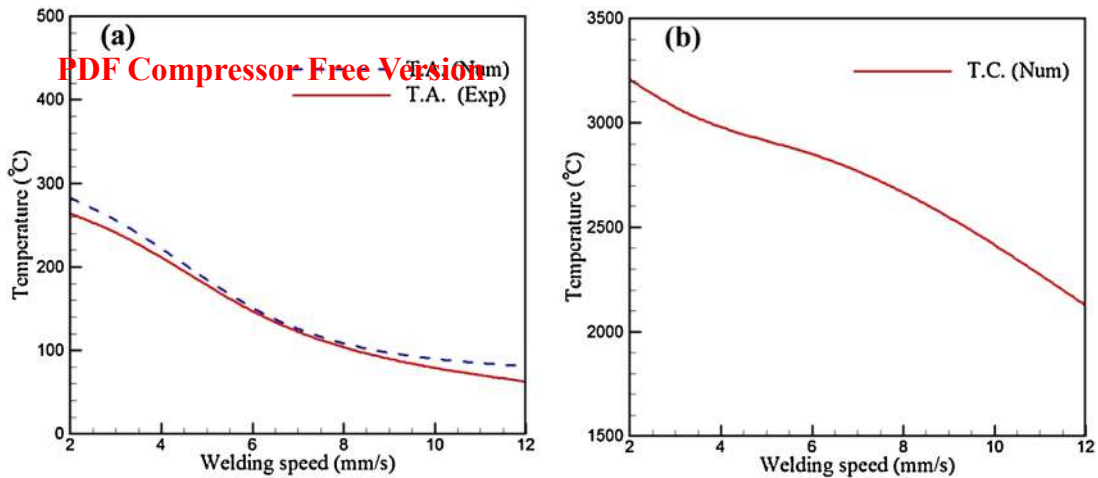 (a)
PDF Compressor Free Version
T.A. (Num)
T.A. (Exp)
500
400
300
200
100
0
Temperature (°C)
2 4 6 8 10 12
Welding speed (mm/s)
(b)
T.C. (Num)
3500
3000
2500
2000
1500
Temperature (°C)
2 4 6 8 10 12
Welding speed (mm/s)